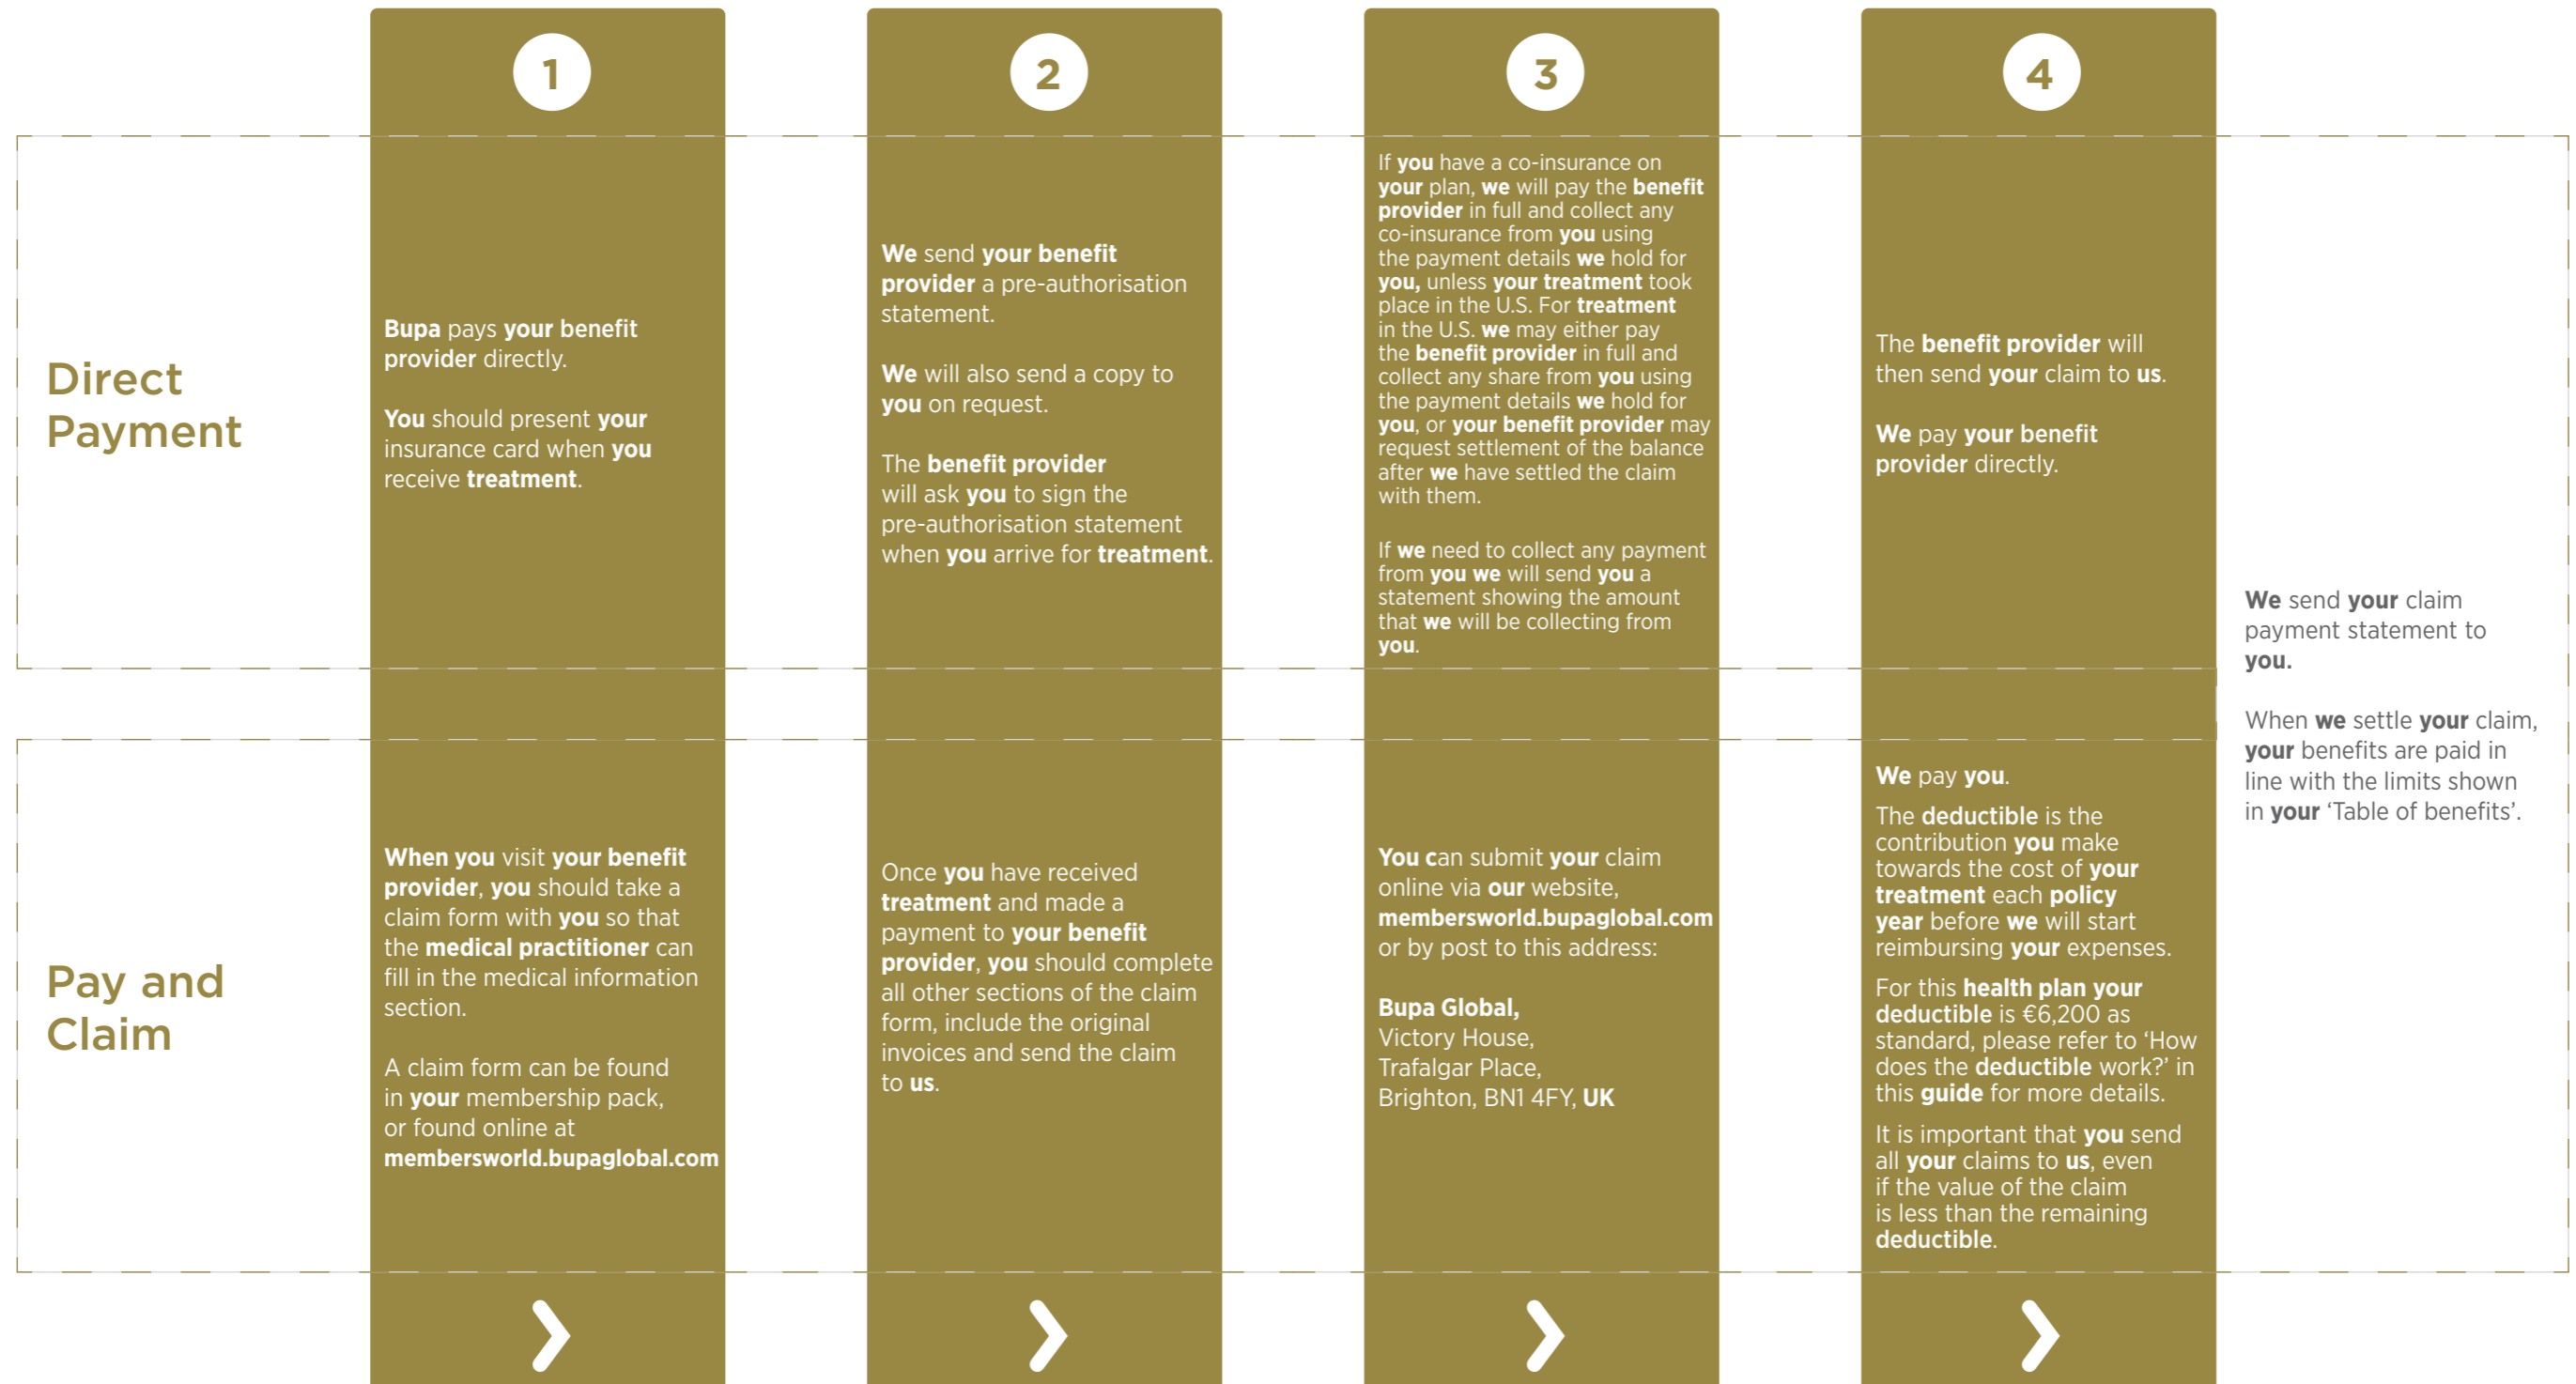 1
2
3
4
Direct
Payment
Bupa pays your benefit
provider directly.
You should present your
insurance card when you
receive treatment.
We send your benefit
provider a pre-authorisation
statement.
We will also send a copy to
you on request.
The benefit provider
will ask you to sign the
pre-authorisation statement
when you arrive for treatment.
If you have a co-insurance on
your plan, we will pay the benefit
provider in full and collect any
co-insurance from you using
the payment details we hold for
you, unless your treatment took
place in the U.S. For treatment
in the U.S. we may either pay
the benefit provider in full and
collect any share from you using
the payment details we hold for
you, or your benefit provider may
request settlement of the balance
after we have settled the claim
with them.
If we need to collect any payment
from you we will send you a
statement showing the amount
that we will be collecting from
you.
The benefit provider will
then send your claim to us.
We pay your benefit
provider directly.
Pay and
Claim
When you visit your benefit
provider, you should take a
claim form with you so that
the medical practitioner can
fill in the medical information
section.
A claim form can be found
in your membership pack,
or found online at
membersworld.bupaglobal.com
Once you have received
treatment and made a
payment to your benefit
provider, you should complete
all other sections of the claim
form, include the original
invoices and send the claim
to us.
You can submit your claim
online via our website,
membersworld.bupaglobal.com
or by post to this address:
Bupa Global,
Victory House,
Trafalgar Place,
Brighton, BN1 4FY, UK
We pay you.
The deductible is the
contribution you make
towards the cost of your
treatment each policy
year before we will start
reimbursing your expenses.
For this health plan your
deductible is €6,200 as
standard, please refer to ‘How
does the deductible work?’ in
this guide for more details.
It is important that you send
all your claims to us, even
if the value of the claim
is less than the remaining
deductible.
We send your claim
payment statement to
you.
When we settle your claim,
your benefits are paid in
line with the limits shown
in your ‘Table of benefits’.